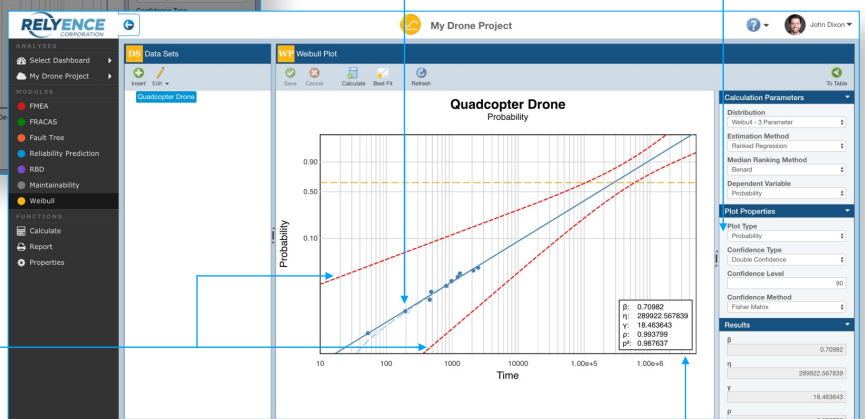 Confidence Type
RELYENCE
CORPORATION
My Drone Project
John Dixon
ANALYSES
Select Dashboard
My Drone Project
MODULES
FMEA
FRACAS
Fault Tree
Reliability Prediction
RBD
Maintainability
Weibull
FUNCTIONS
Calculate
Report
Properties
De-
DS Data Sets
Insert Edit
Quadcopter Drone
WP Weibull Plot
Save Cancel Calculate Best Fit Refresh
To Table
Quadcopter Drone
Probability
Probability
0.90
0.50
0.10
10 100 1000 10000 1.00e+5 1.00e+6
Time
β: 0.70982
η: 289922.567839
γ: 18.463643
ρ: 0.993799
p²: 0.987637
Calculation Parameters
Distribution
Weibull - 3 Parameter
Estimation Method
Ranked Regression
Median Ranking Method
Benard
Dependent Variable
Probability
Plot Properties
Plot Type
Probability
Confidence Type
Double Confidence
Confidence Level
90
Confidence Method
Fisher Matrix
Results
β
0.70982
η
289922.567839
γ
18.463643
ρ